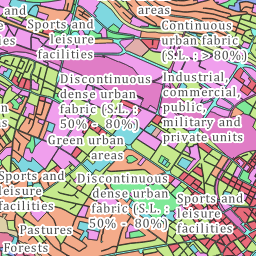 and
Sports and
leisure
facilities
areas
Continuous
urban fabric
(S.L. : > 80%)
Discontinuous
dense urban
fabric (S.L. :
50% - 80%)
Industrial,
commercial,
public,
military and
private units
Green urban
areas
Sports and
leisure
facilities
Discontinuous
dense urban
fabric (S.L. :
50% - 80%)
Sports and
leisure
facilities
Pastures
Forests